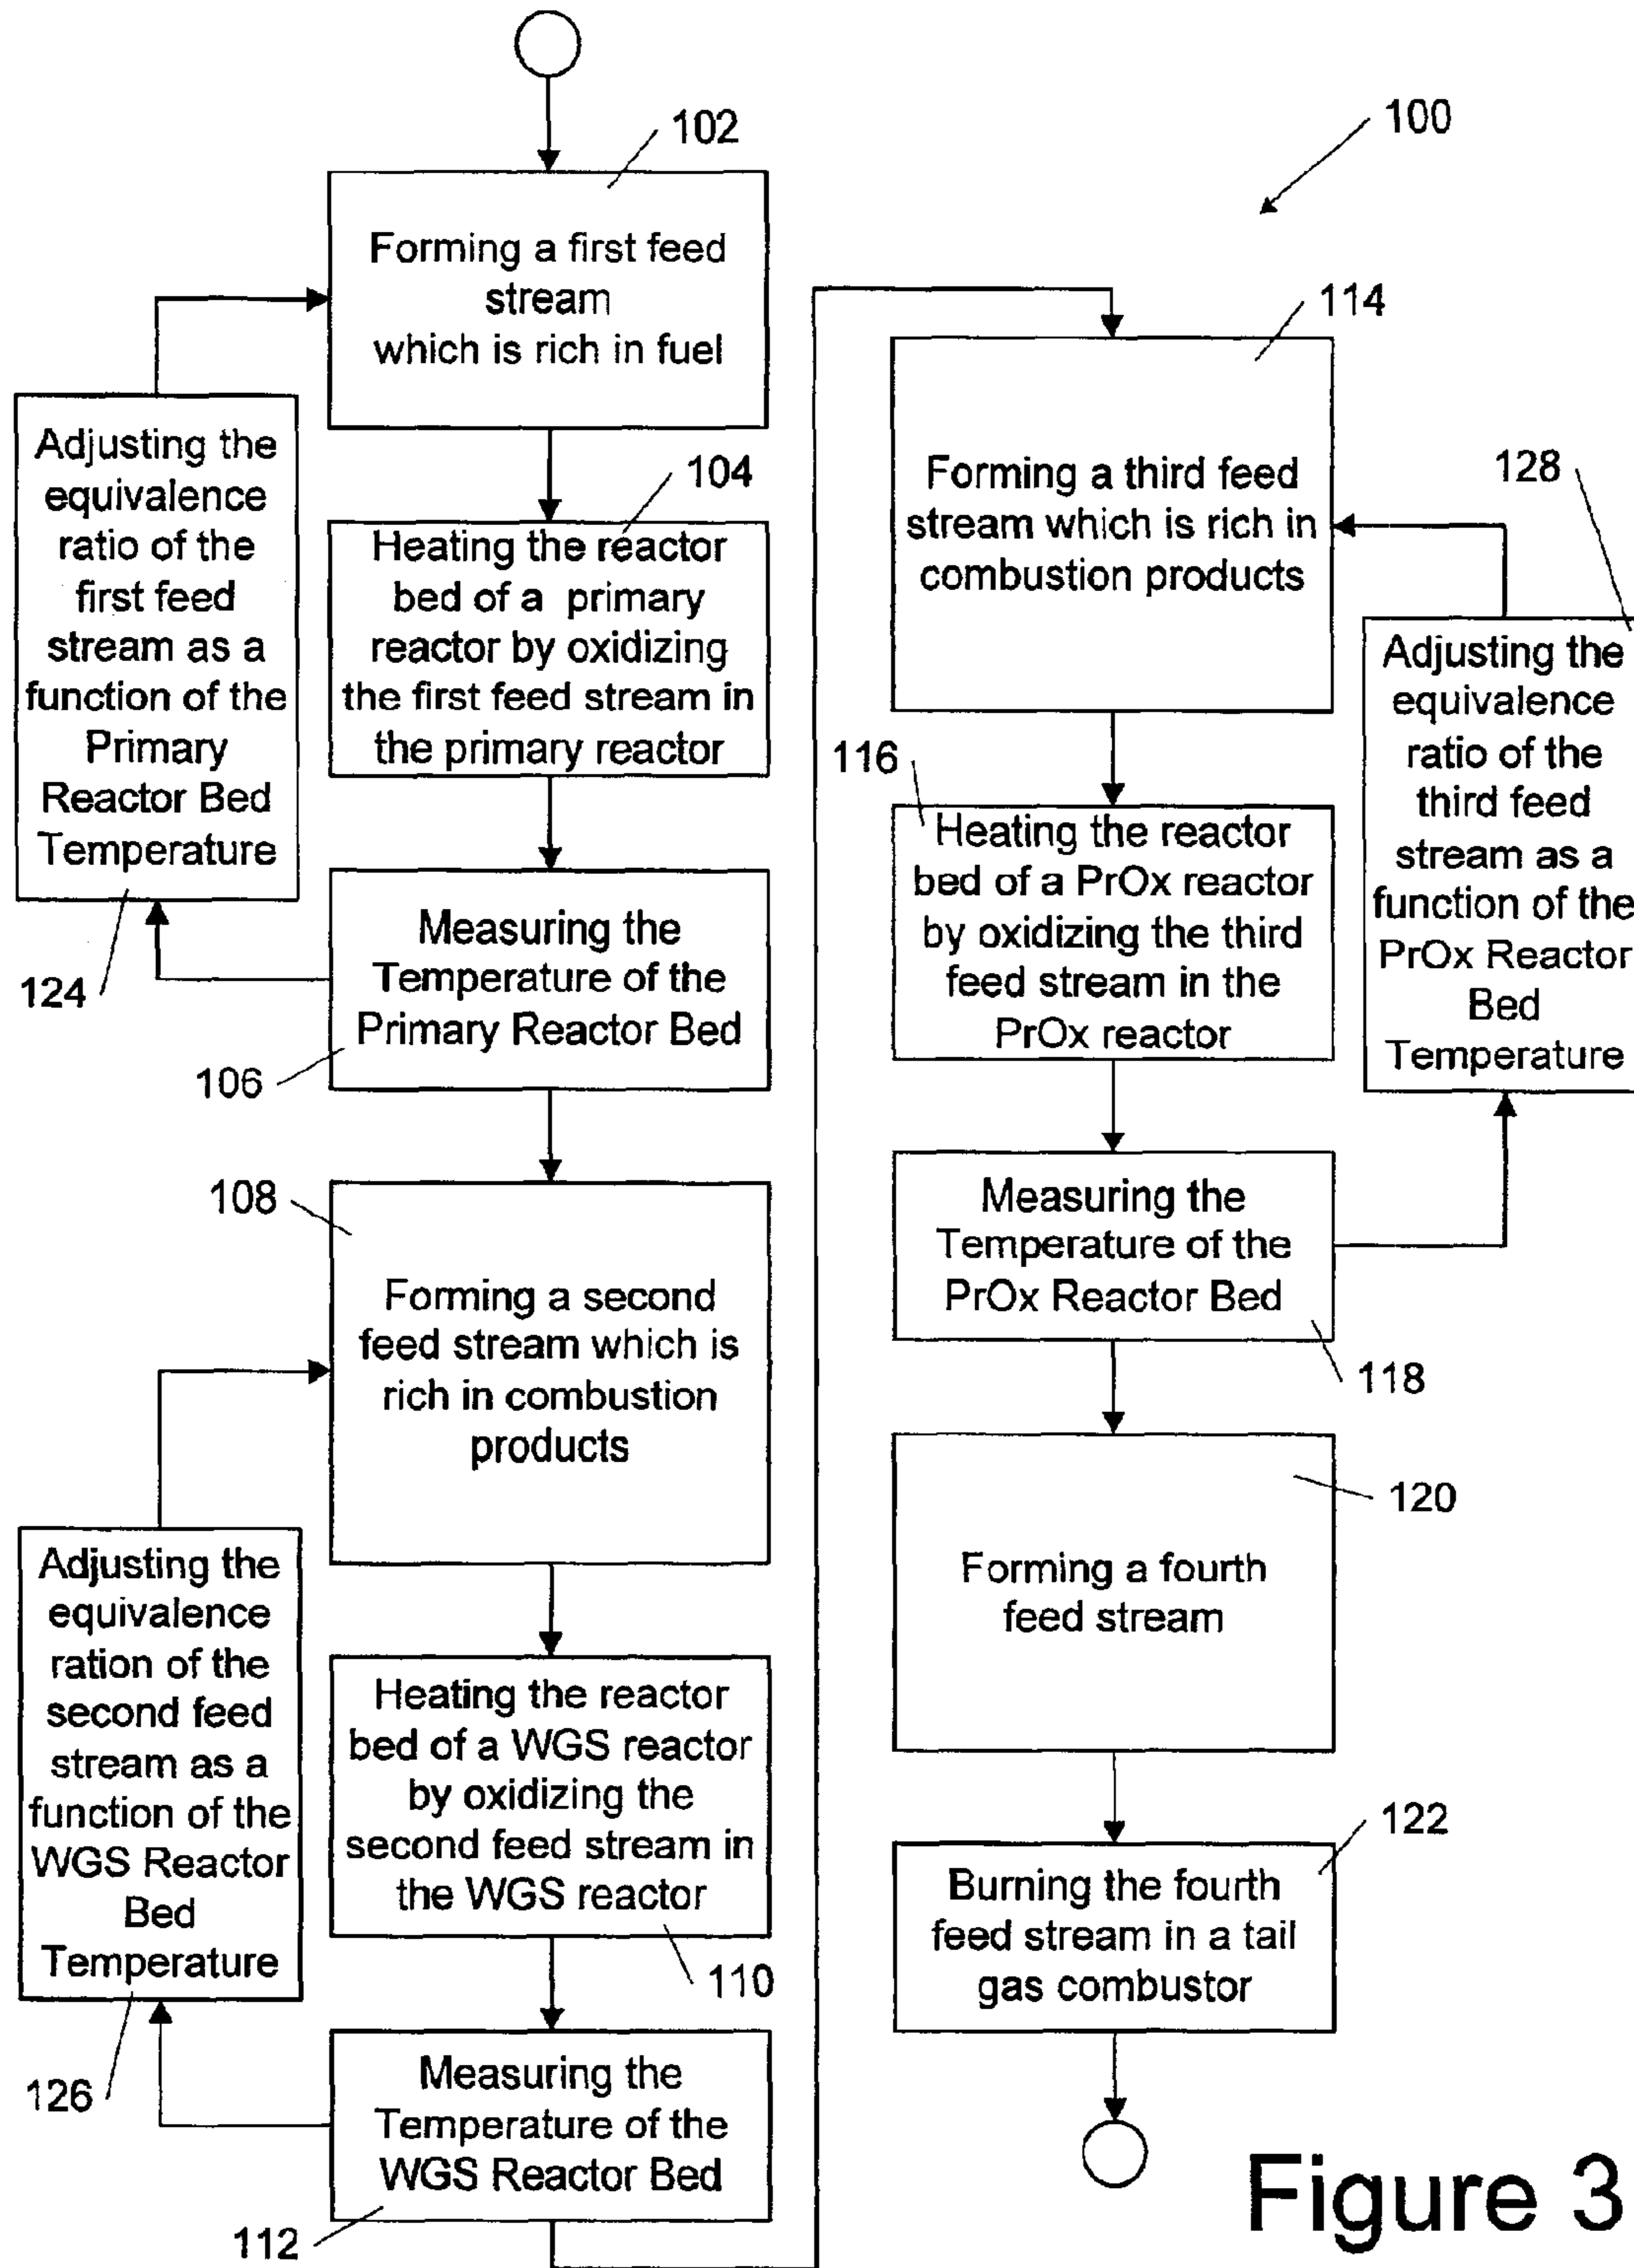 102
100
Forming a first feed
stream
which is rich in fuel
114
Adjusting the
equivalence
ratio of the
first feed
stream as a
function of the
Primary
Reactor Bed
Temperature
104
Heating the reactor
bed of a primary
reactor by oxidizing
the first feed stream in
the primary reactor
124
Measuring the
Temperature of the
Primary Reactor Bed
106
108
Forming a second
feed stream which is
rich in combustion
products
Adjusting the
equivalence
ration of the
second feed
stream as a
function of the
WGS Reactor
Bed
Temperature
Heating the reactor
bed of a WGS reactor
by oxidizing the
second feed stream in
the WGS reactor
110
126
Measuring the
Temperature of the
WGS Reactor Bed
112
Forming a third feed
stream which is rich in
combustion products
128
Adjusting the
equivalence
ratio of the
third feed
stream as a
function of the
PrOx Reactor
Bed
Temperature
116
Heating the reactor
bed of a PrOx reactor
by oxidizing the third
feed stream in the
PrOx reactor
Measuring the
Temperature of the
PrOx Reactor Bed
118
120
Forming a fourth
feed stream
122
Burning the fourth
feed stream in a tail
gas combustor
Figure 3